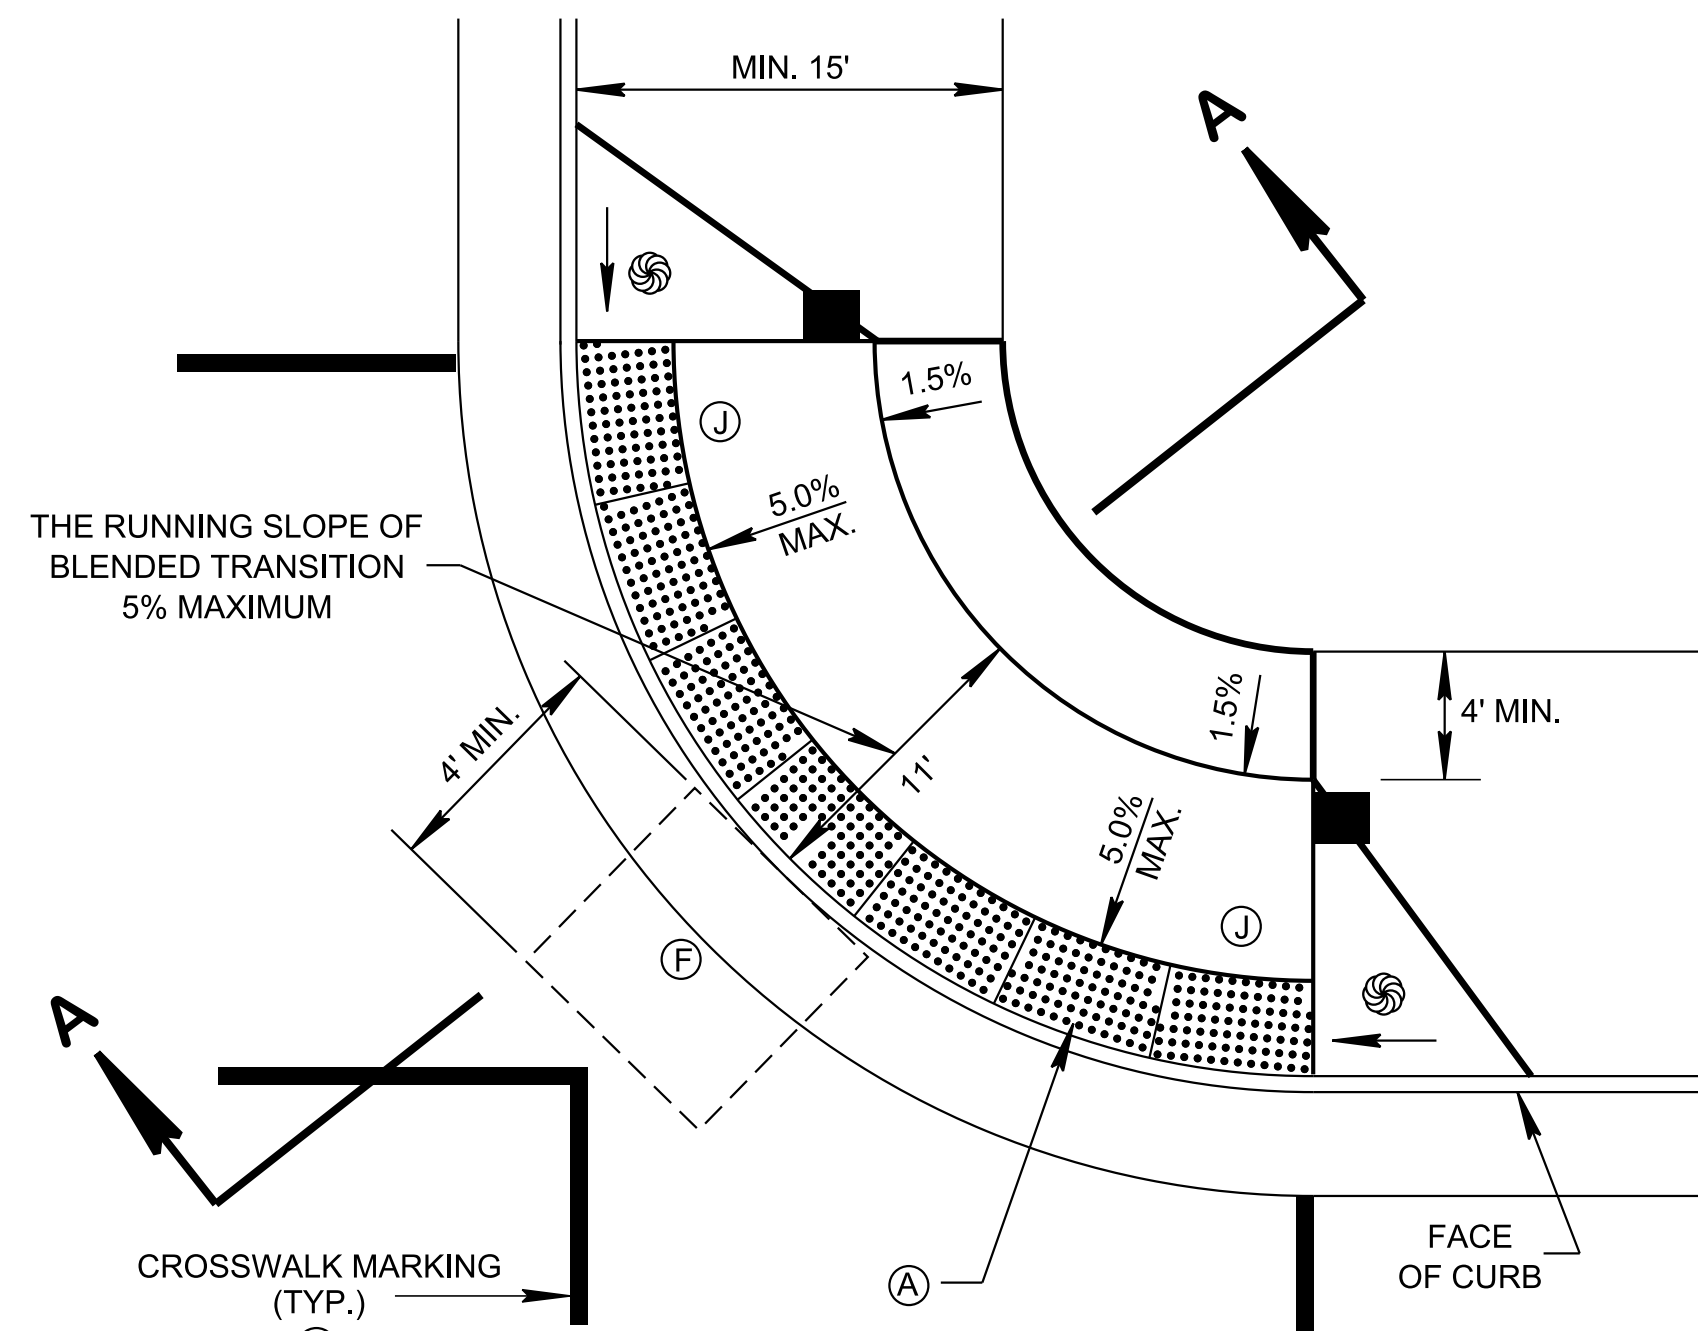 MIN. 15'
A
1.5%
J
5.0%
MAX.
THE RUNNING SLOPE OF
BLENDED TRANSITION
5% MAXIMUM
4' MIN.
11'
1.5%
4' MIN.
5.0%
MAX.
J
F
A
CROSSWALK MARKING
(TYP.)
A
FACE
OF CURB